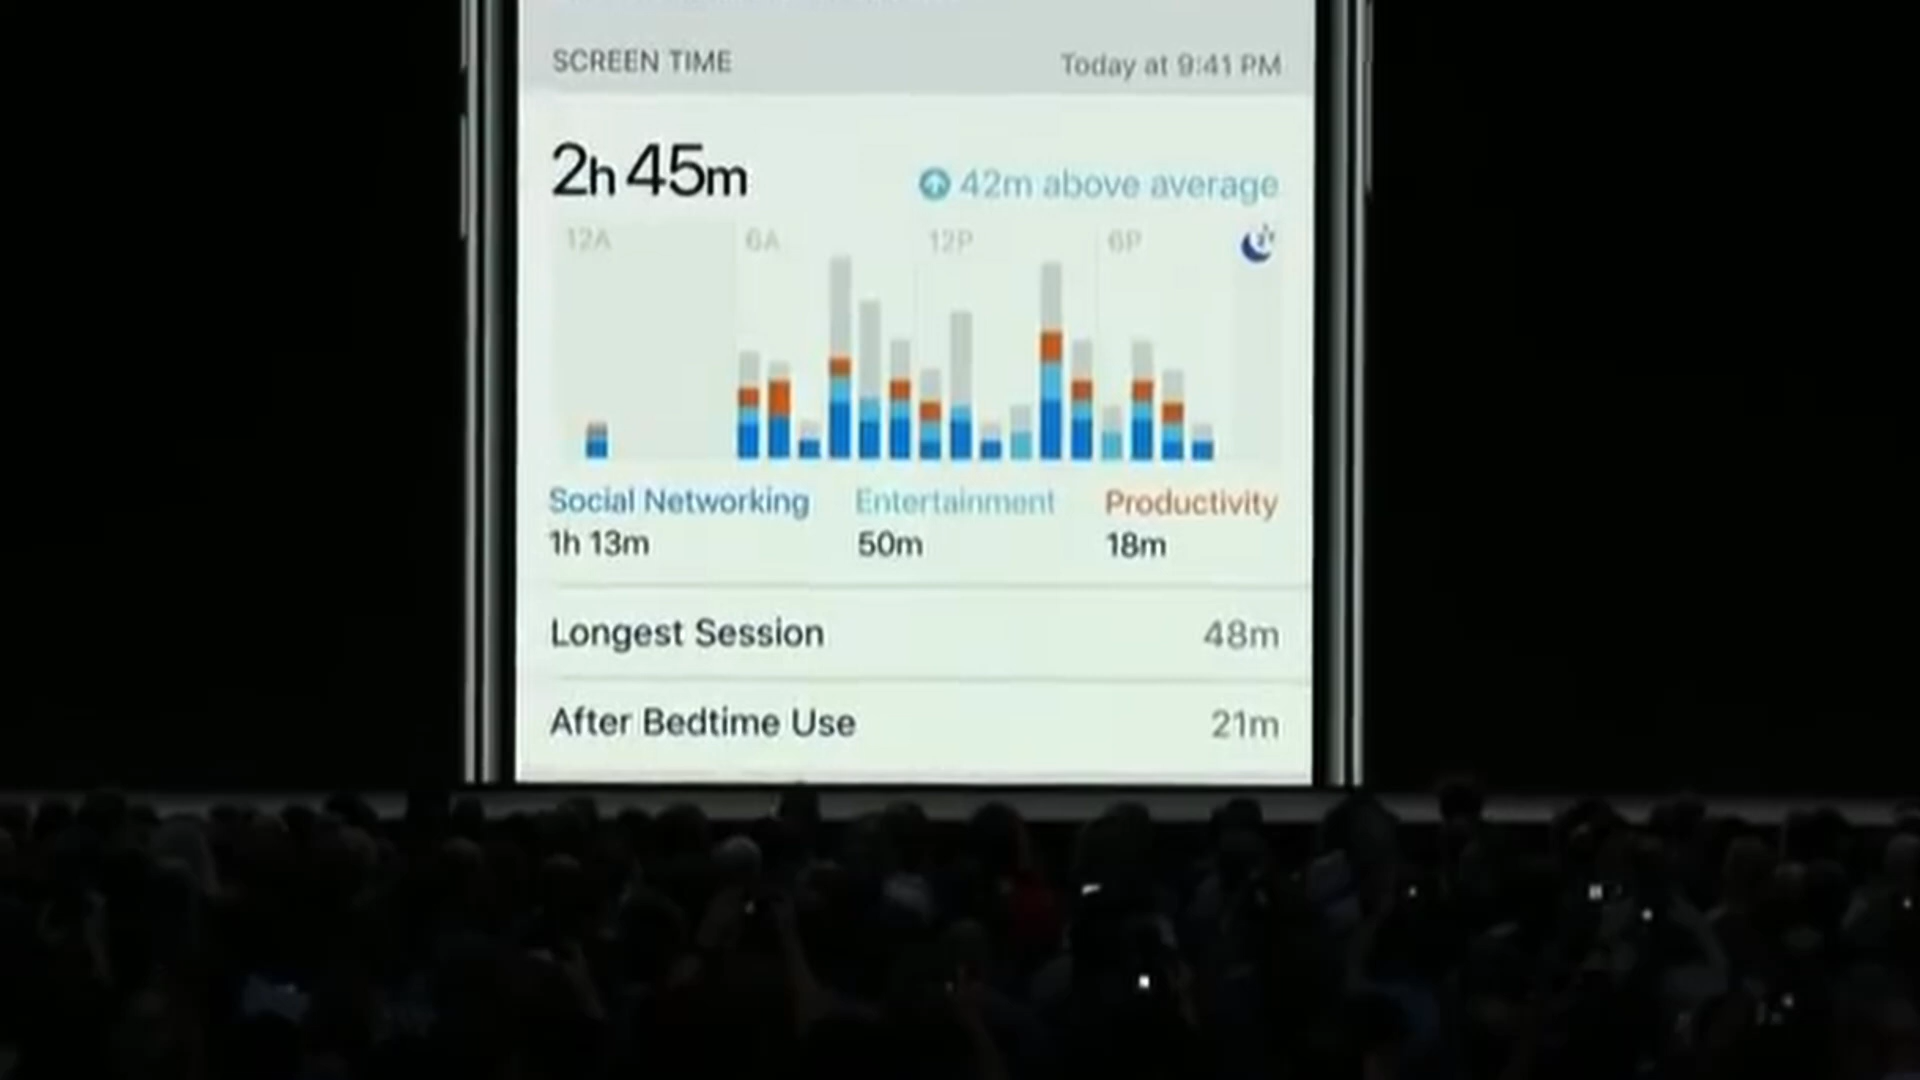 SCREEN TIME Today at 9:41 PM
2h 45m 42m above average
12A 6A 12P 6P
Social Networking Entertainment Productivity
1h 13m 50m 18m
Longest Session 48m
After Bedtime Use 21m